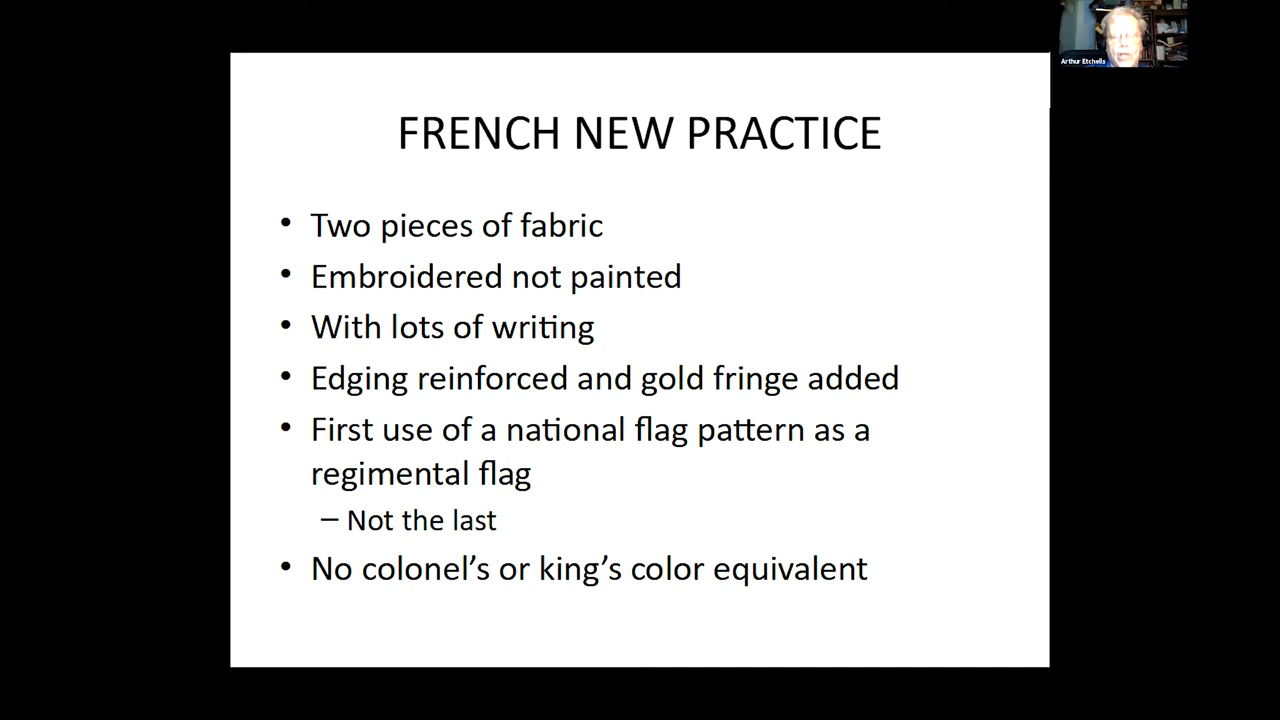 Arthur Etchells
FRENCH NEW PRACTICE
• Two pieces of fabric
• Embroidered not painted
• With lots of writing
• Edging reinforced and gold fringe added
• First use of a national flag pattern as a
regimental flag
– Not the last
• No colonel’s or king’s color equivalent